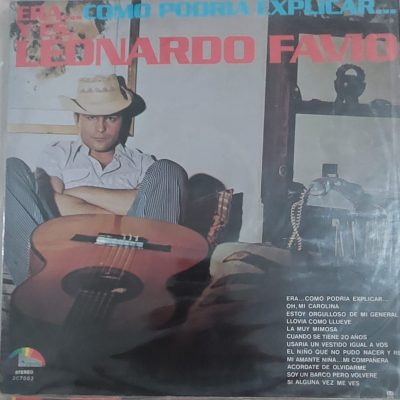 ERA... COMO PODRIA EXPLICAR...
Y ES...
LEONARDO FAVIO
ERA...COMO PODRIA EXPLICAR...
OH, MI CAROLINA
ESTOY ORGULLOSO DE MI GENERAL
LLOVIA COMO LLUEVE
LA MUY MIMOSA
CUANDO SE TIENE 20 AÑOS
USARIA UN VESTIDO IGUAL A VOS
EL NIÑO QUE NO PUDO NACER Y RE
MI AMANTE NIÑA...MI COMPAÑERA
ACORDATE DE OLVIDARME
SOY UN BARCO PERO VOLVERE
SI ALGUNA VEZ ME VES
STEREO
2C7002